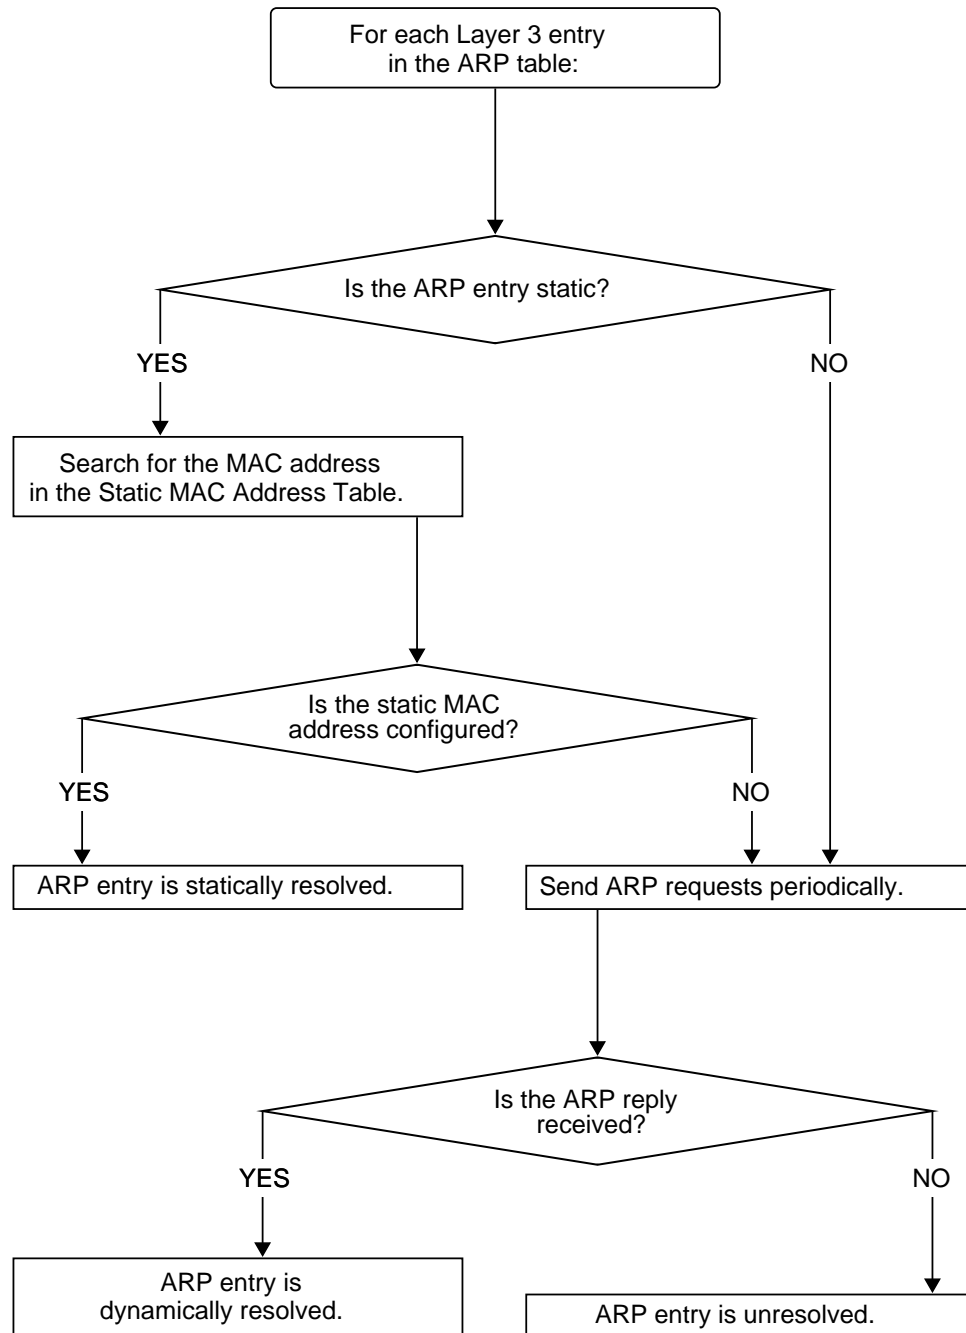 For each Layer 3 entry
in the ARP table:
Is the ARP entry static?
YES
NO
Search for the MAC address
in the Static MAC Address Table.
Is the static MAC
address configured?
YES
NO
ARP entry is statically resolved.
Send ARP requests periodically.
Is the ARP reply
received?
YES
NO
ARP entry is
dynamically resolved.
ARP entry is unresolved.